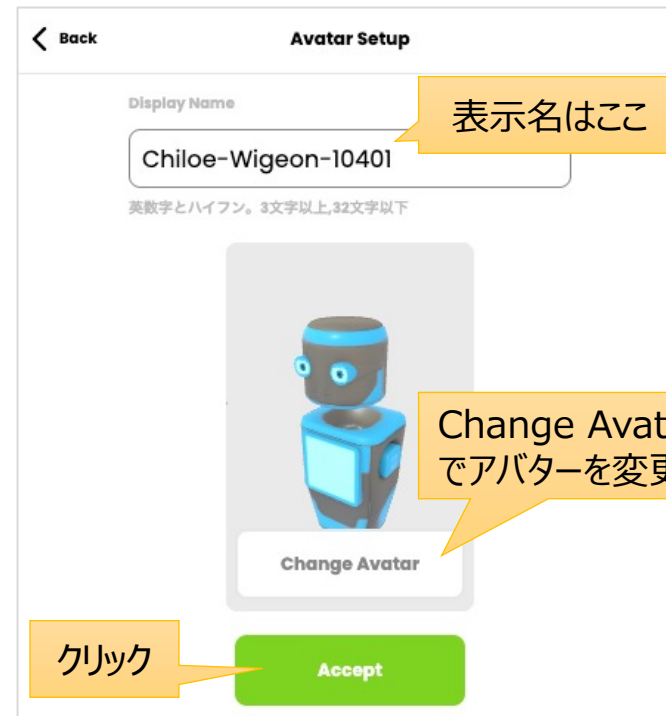 Back
Avatar Setup
Display Name
表示名はここ
Chiloe-Wigeon-10401
英数字とハイフン。3文字以上,32文字以下
Change
でアバターを変
Change Avatar
クリック
Accept